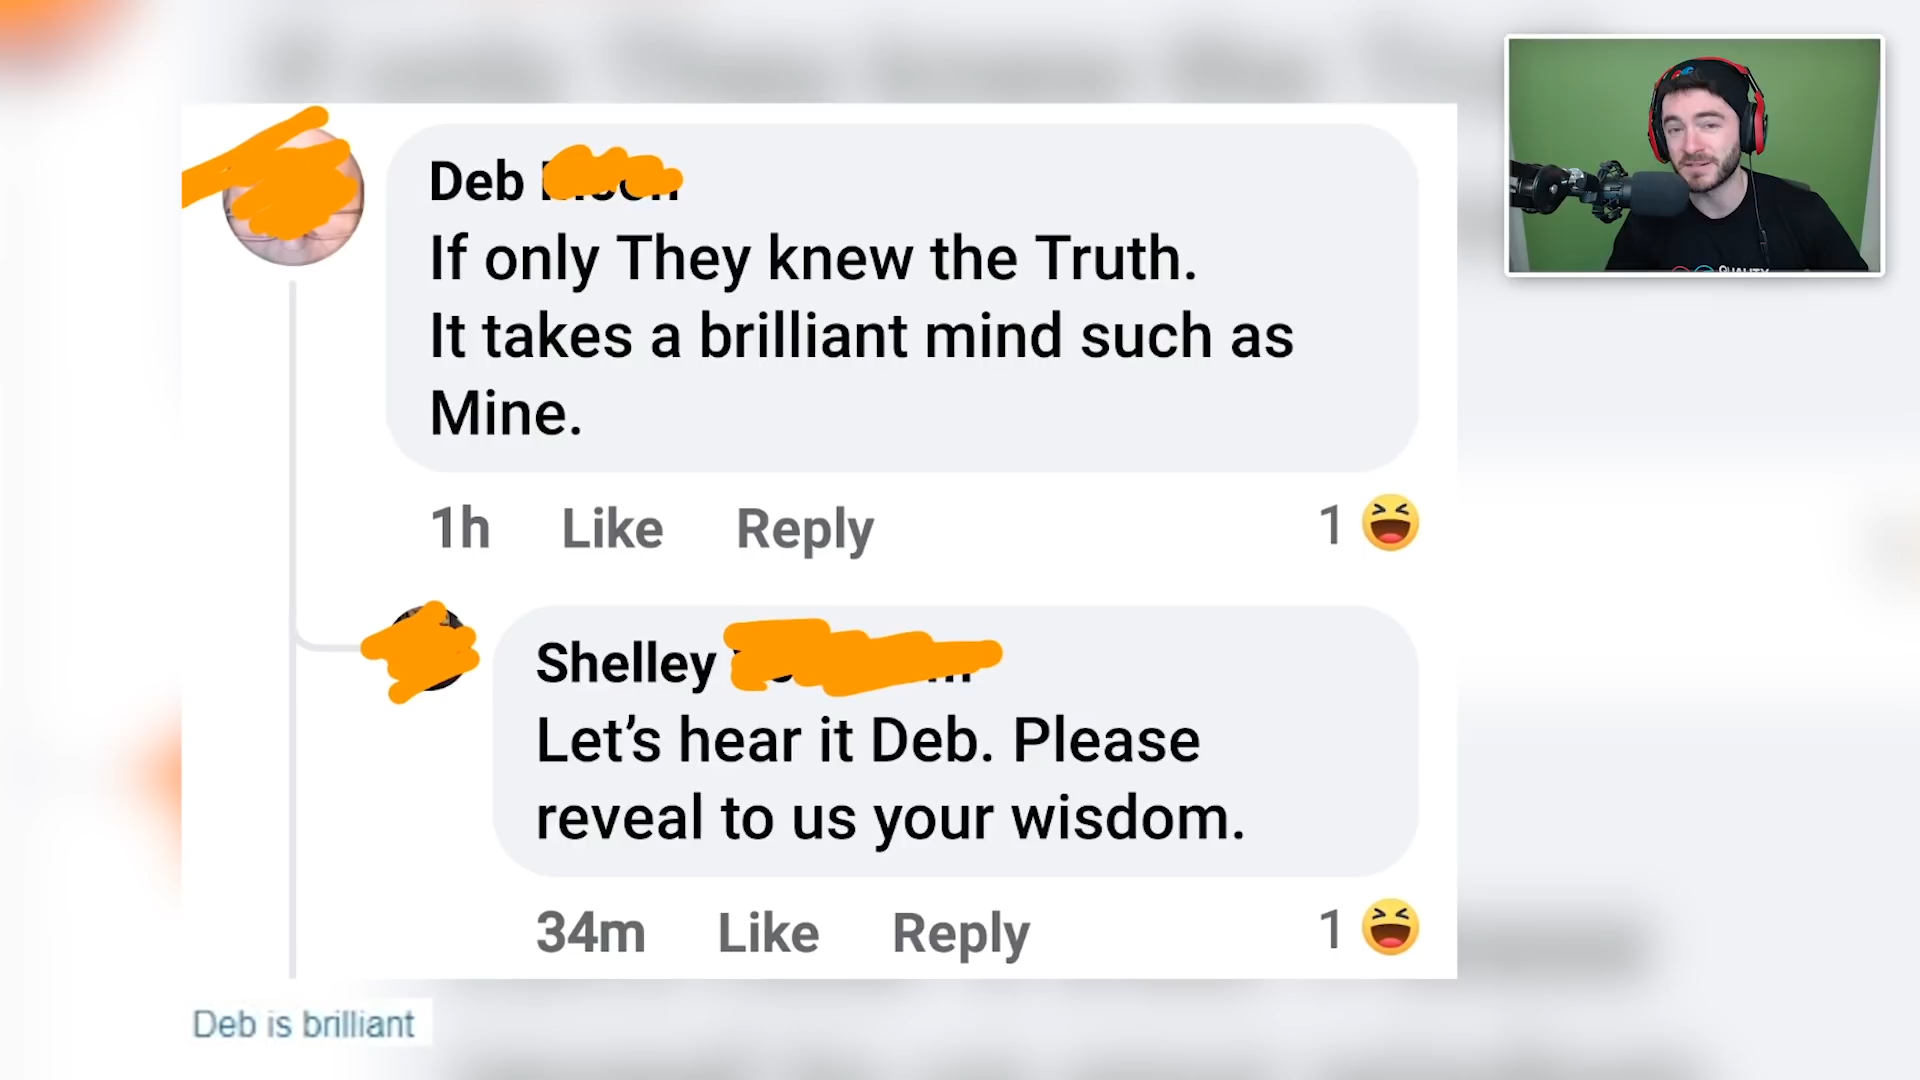 Deb
If only They knew the Truth.
It takes a brilliant mind such as
Mine.
1h Like Reply 1
Shelley
Let's hear it Deb. Please
reveal to us your wisdom.
34m Like Reply 1
Deb is brilliant
QUALITY